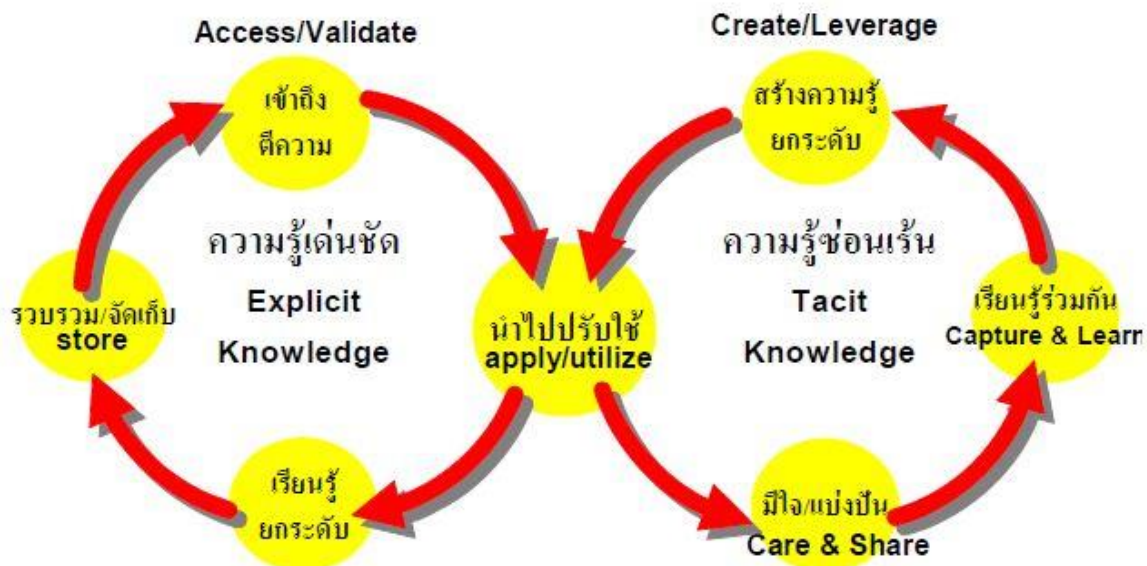 Access/Validate
เข้าถึง
ตีความ
Create/Leverage
สร้างความรู้
ยกระดับ
ความรู้เด่นชัด
Explicit
Knowledge
ความรู้ซ่อนเร้น
Tacit
Knowledge
รวบรวม/จัดเก็บ
store
นำไปปรับใช้
apply/utilize
เรียนรู้ร่วมกัน
Capture & Learn
เรียนรู้
ยกระดับ
มีใจ/แบ่งปัน
Care & Share